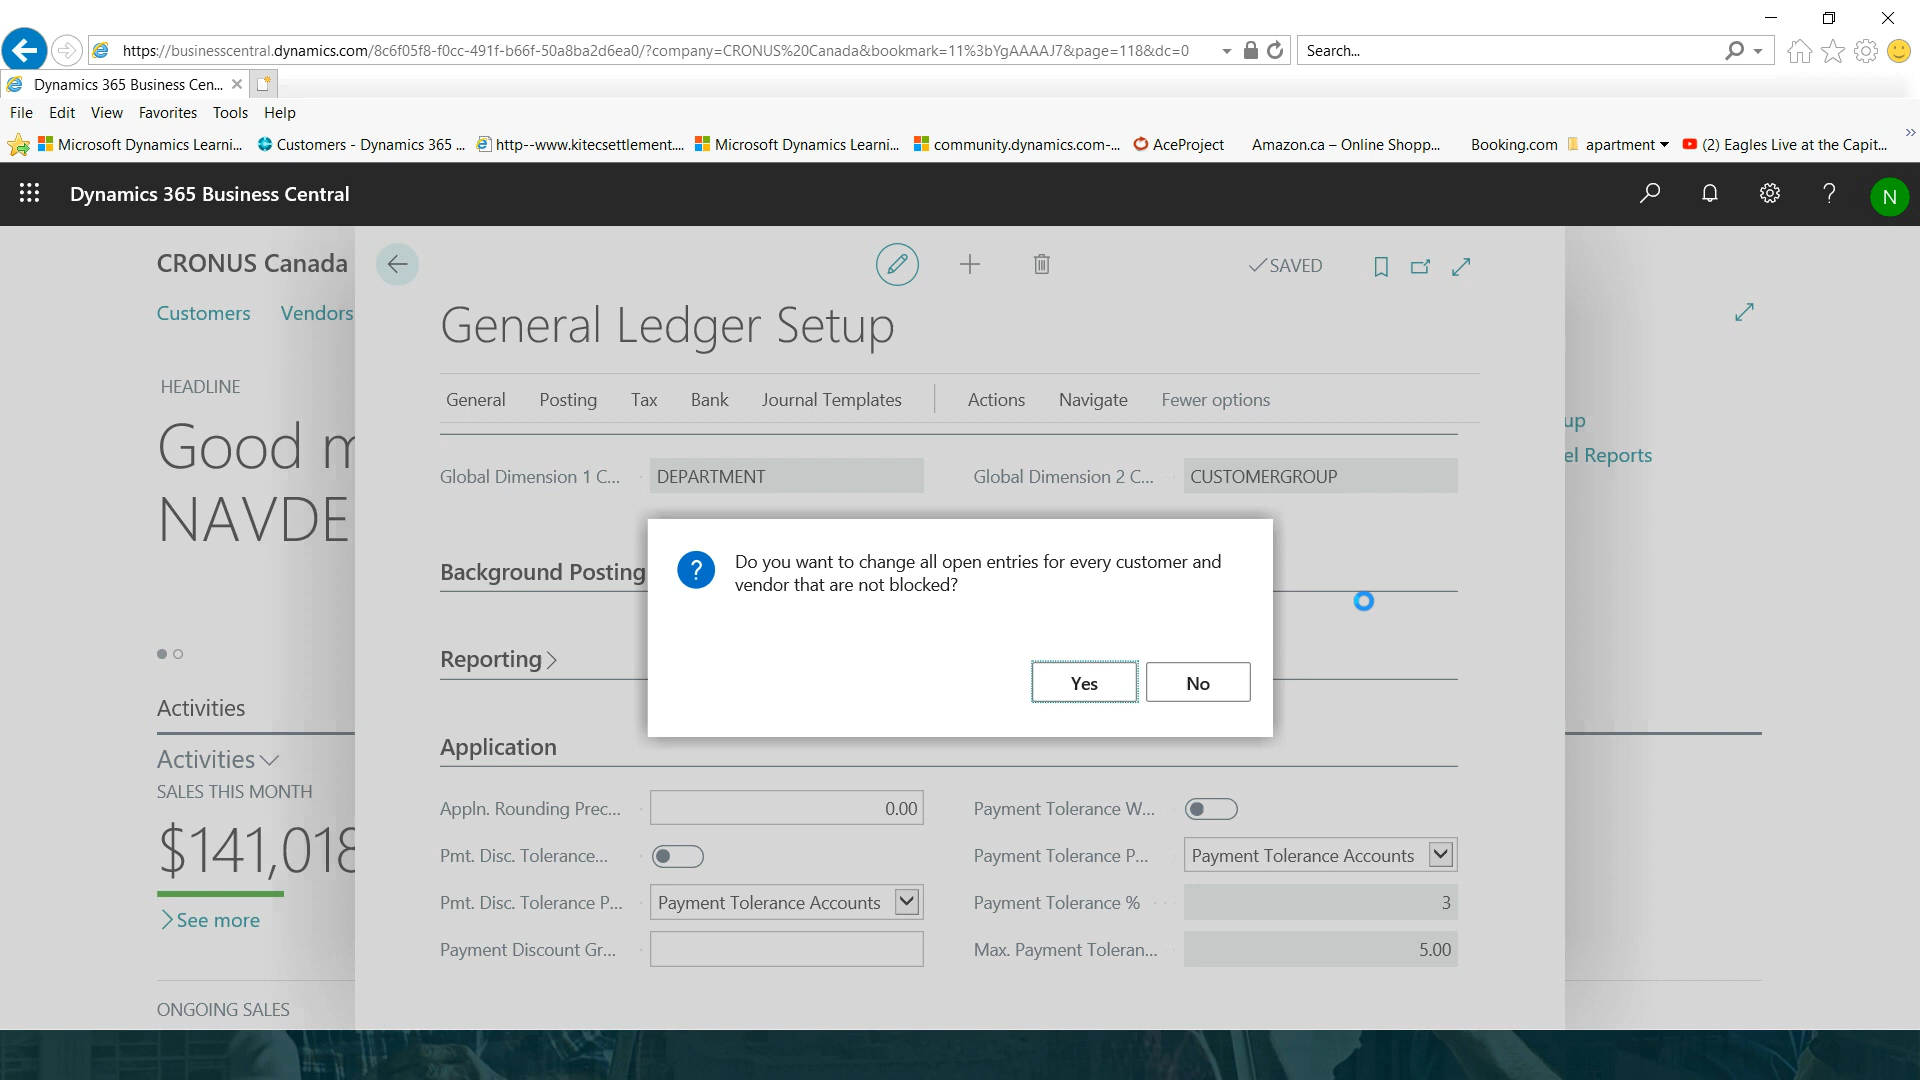 https://businesscentral.dynamics.com/8c6f05f8-f0cc-491f-b66f-50a8ba2d6ea0/?company=CRONUS%20Canada&bookmark=11%3bYgAAAAJ7&page=118&dc=0
Search...
Dynamics 365 Business Cen...
File Edit View Favorites Tools Help
Microsoft Dynamics Learni... Customers - Dynamics 365 ... http--www.kitecsettlement.... Microsoft Dynamics Learni... community.dynamics.com-... AceProject Amazon.ca – Online Shopp... Booking.com apartment (2) Eagles Live at the Capit... »
Dynamics 365 Business Central
? N
CRONUS Canada
SAVED
Customers Vendors
General Ledger Setup
HEADLINE
General Posting Tax Bank Journal Templates Actions Navigate Fewer options
up
Good m
el Reports
Global Dimension 1 C... DEPARTMENT Global Dimension 2 C... CUSTOMERGROUP
NAVDE
Do you want to change all open entries for every customer and
vendor that are not blocked?
Background Posting
Reporting
Yes No
Activities
Application
Activities
SALES THIS MONTH
Appln. Rounding Prec... 0.00 Payment Tolerance W...
$141,018
Pmt. Disc. Tolerance... Payment Tolerance P... Payment Tolerance Accounts
Pmt. Disc. Tolerance P... Payment Tolerance Accounts Payment Tolerance % 3
See more
Payment Discount Gr... Max. Payment Toleran... 5.00
ONGOING SALES